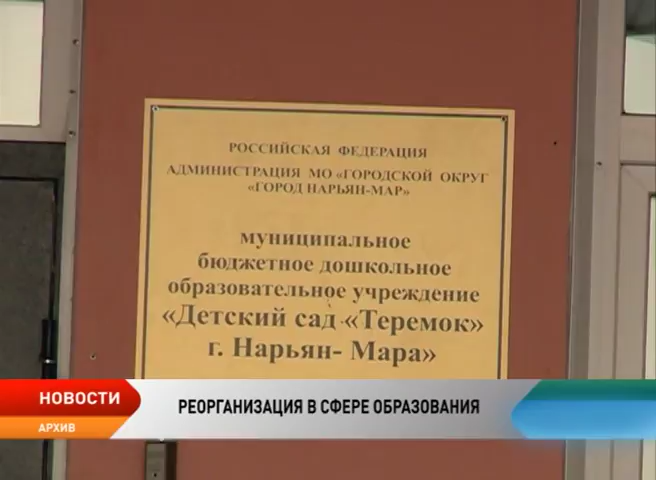 РОССИЙСКАЯ ФЕДЕРАЦИЯ
АДМИНИСТРАЦИЯ МО «ГОРОДСКОЙ ОКРУГ
«ГОРОД НАРЬЯН-МАР»
муниципальное
бюджетное дошкольное
образовательное учреждение
«Детский сад «Теремок»
г. Нарьян- Мара»
НОВОСТИ
АРХИВ
РЕОРГАНИЗАЦИЯ В СФЕРЕ ОБРАЗОВАНИЯ